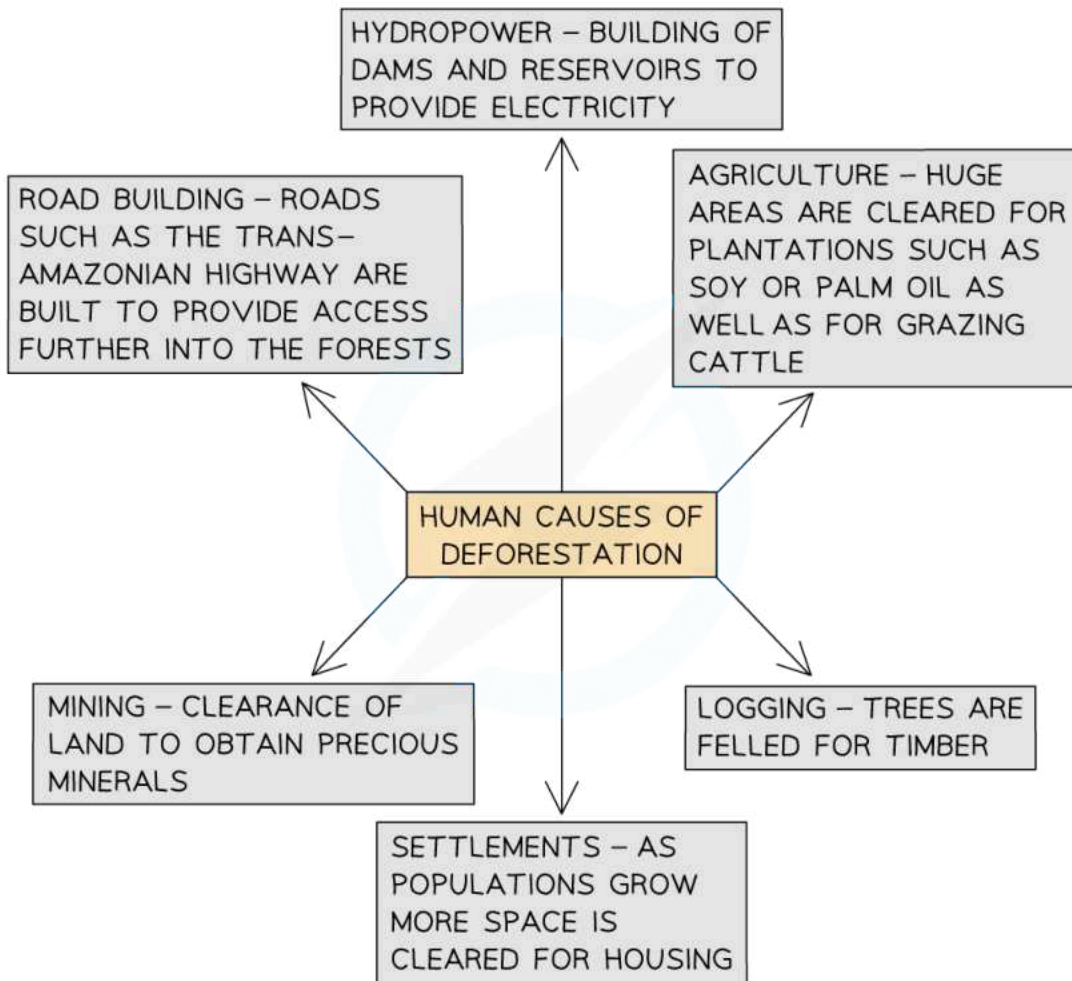 HYDROPOWER – BUILDING OF
DAMS AND RESERVOIRS TO
PROVIDE ELECTRICITY
ROAD BUILDING – ROADS
SUCH AS THE TRANS–
AMAZONIAN HIGHWAY ARE
BUILT TO PROVIDE ACCESS
FURTHER INTO THE FORESTS
AGRICULTURE – HUGE
AREAS ARE CLEARED FOR
PLANTATIONS SUCH AS
SOY OR PALM OIL AS
WELL AS FOR GRAZING
CATTLE
HUMAN CAUSES OF
DEFORESTATION
MINING – CLEARANCE OF
LAND TO OBTAIN PRECIOUS
MINERALS
LOGGING – TREES ARE
FELLED FOR TIMBER
SETTLEMENTS – AS
POPULATIONS GROW
MORE SPACE IS
CLEARED FOR HOUSING